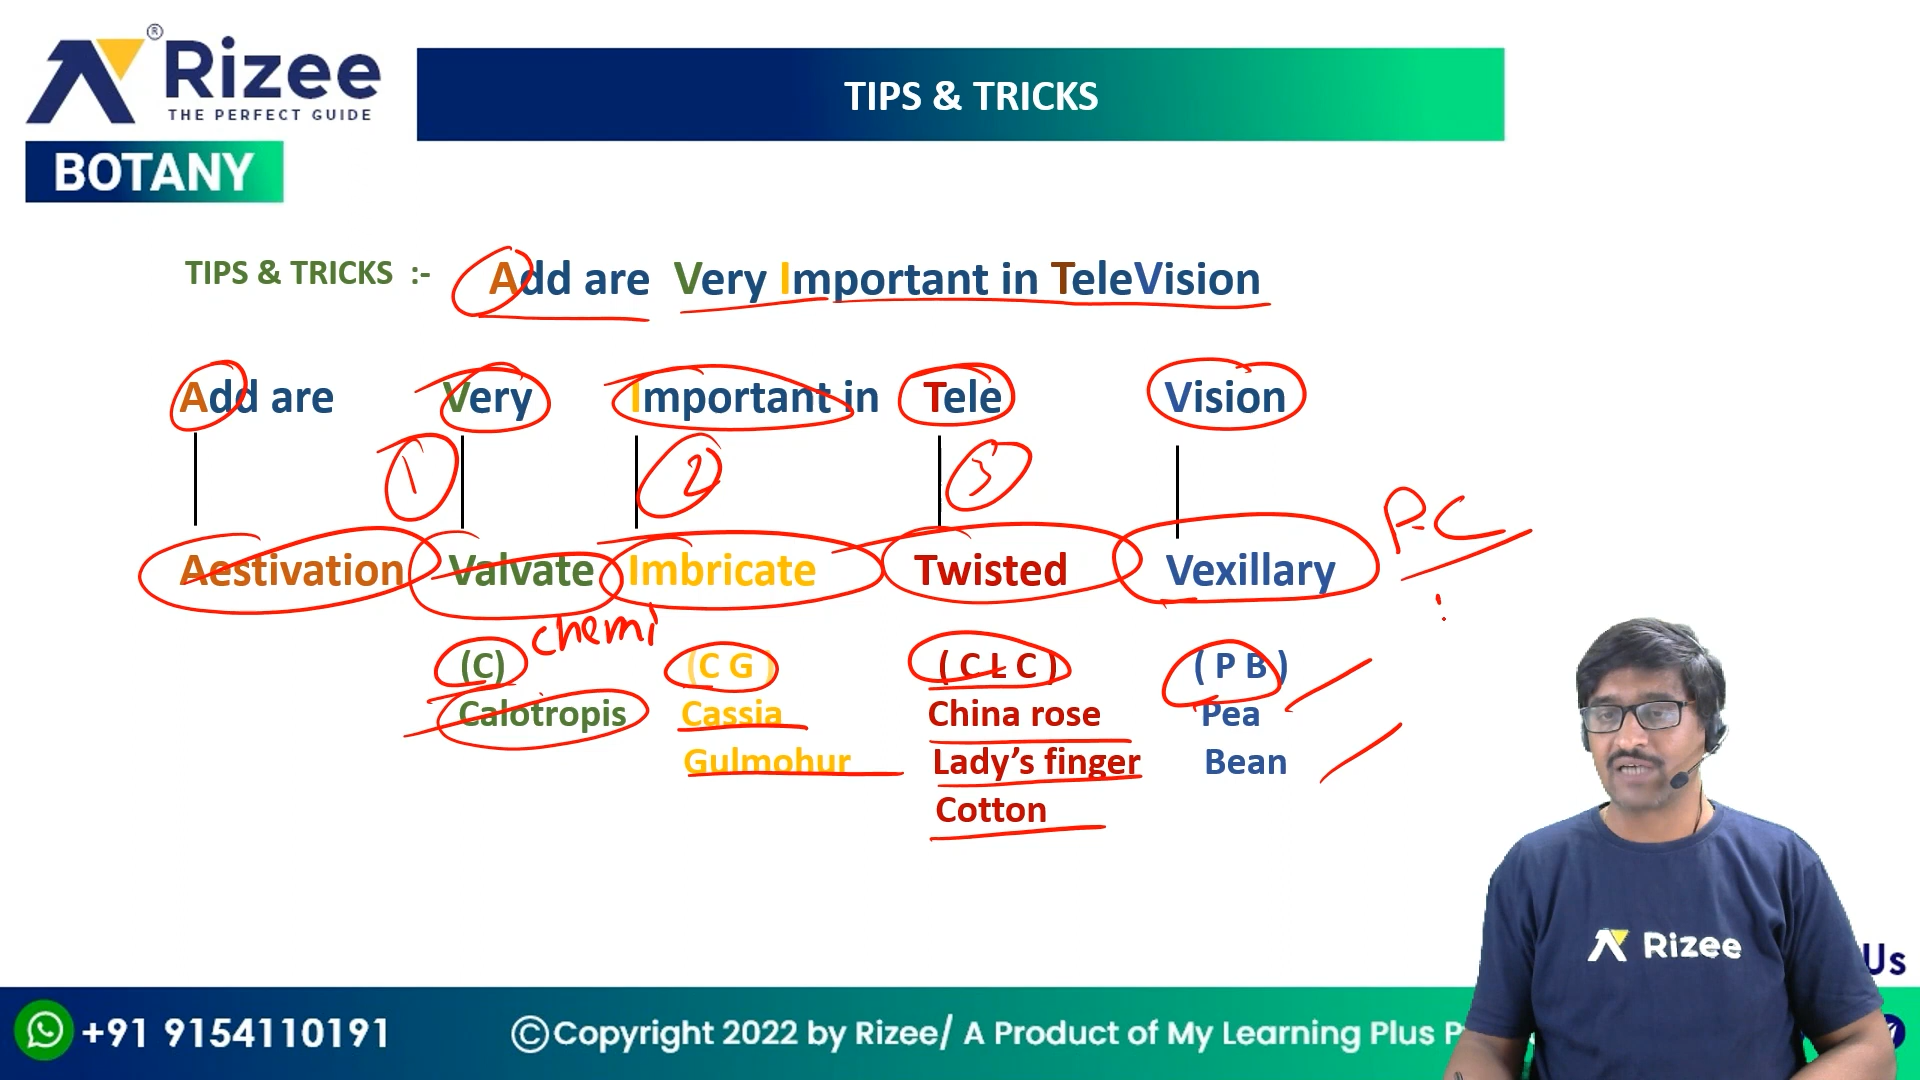 Rizee ®
THE PERFECT GUIDE
BOTANY
TIPS & TRICKS
TIPS & TRICKS :- Add are Very Important in TeleVision
Add are Very Important in Tele Vision
1 2 3
P.C
Aestivation Valvate Imbricate Twisted Vexillary
chemi
(C) (C G ) ( C L C ) ( P B )
Calotropis Cassia China rose Pea
Gulmohur Lady's finger Bean
Cotton
Rizee
Us
+91 9154110191 ©Copyright 2022 by Rizee/ A Product of My Learning Plus P